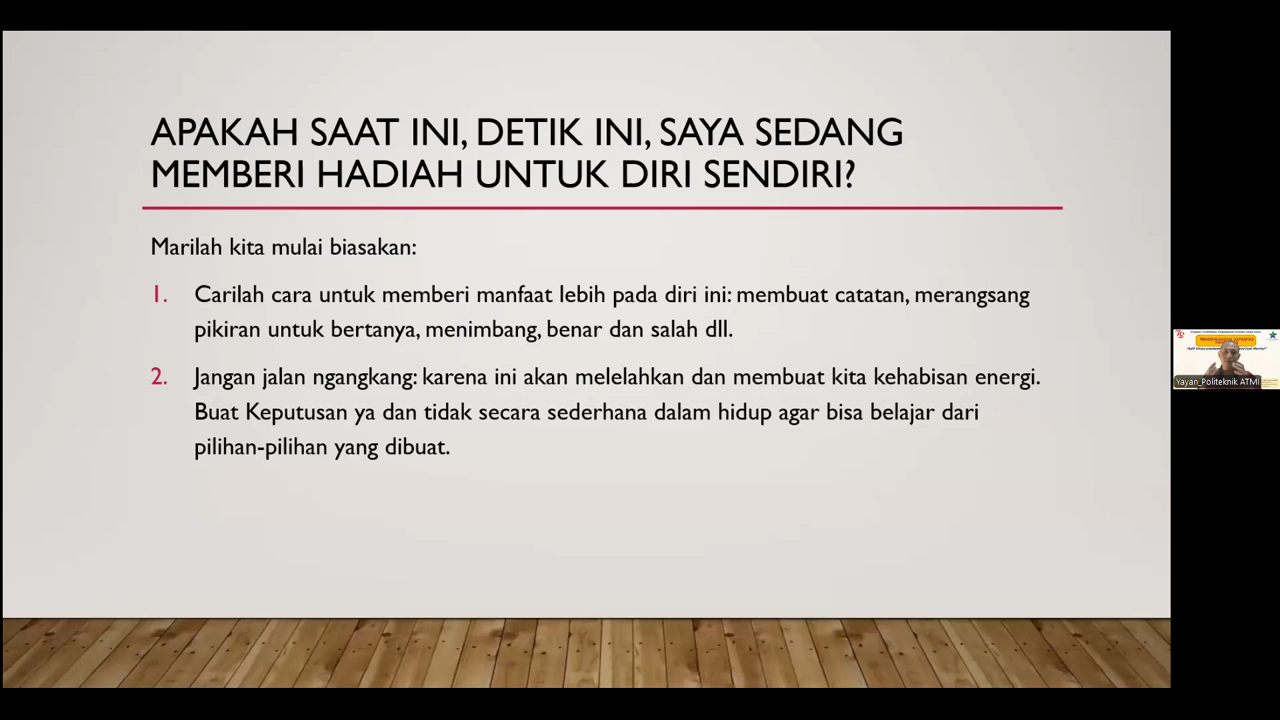 APAKAH SAAT INI, DETIK INI, SAYA SEDANG
MEMBERI HADIAH UNTUK DIRI SENDIRI?
Marilah kita mulai biasakan:
1. Carilah cara untuk memberi manfaat lebih pada diri ini: membuat catatan, merangsang
pikiran untuk bertanya, menimbang, benar dan salah dll.
2. Jangan jalan ngangkang: karena ini akan melelahkan dan membuat kita kehabisan energi.
Buat Keputusan ya dan tidak secara sederhana dalam hidup agar bisa belajar dari
pilihan-pilihan yang dibuat.
Yayan_Politeknik ATMI